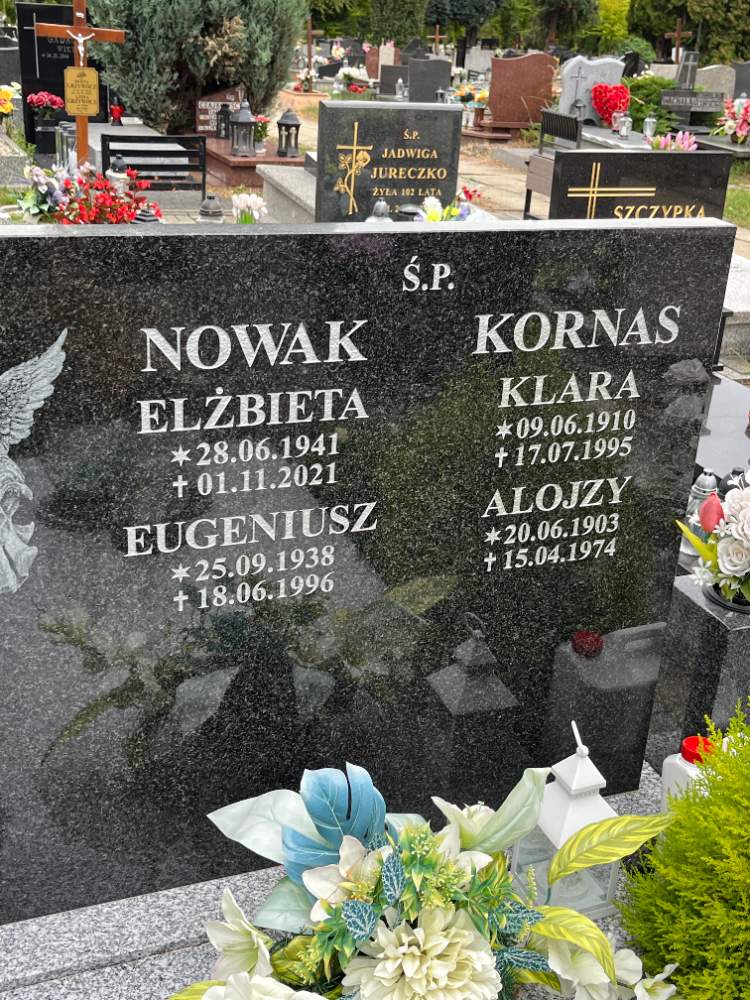 Ś.P.
JADWIGA
JURECZKO
ŻYŁA 102 LATA
SZCZYPKA
Ś.P.
NOWAK
ELŻBIETA
✶28.06.1941
✝01.11.2021
EUGENIUSZ
✶25.09.1938
✝18.06.1996
KORNAS
KLARA
✶09.06.1910
✝17.07.1995
ALOJZY
✶20.06.1903
✝15.04.1974